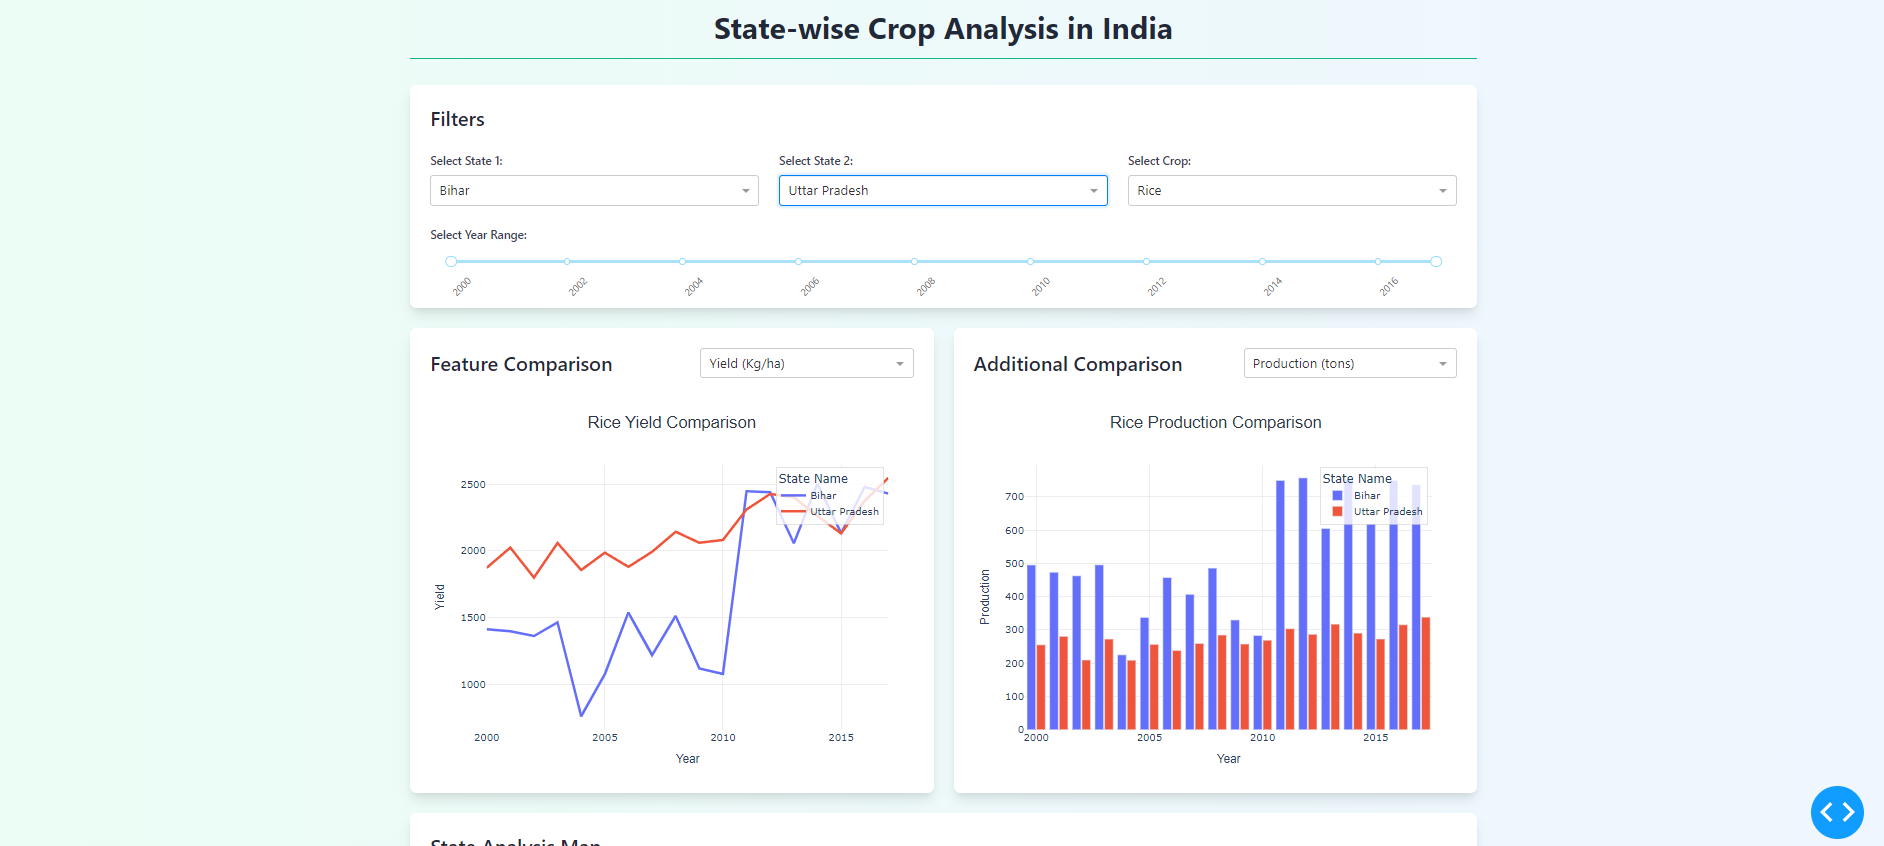 State-wise Crop Analysis in India
Filters
Select State 1:
Select State 2:
Select Crop:
Bihar
Uttar Pradesh
Rice
Select Year Range:
2000
2002
2004
2006
2008
2010
2012
2014
2016
Feature Comparison
Yield (Kg/ha)
Rice Yield Comparison
State Name
Bihar
Uttar Pradesh
2500
2000
1500
1000
Yield
2000
2005
2010
2015
Year
Additional Comparison
Production (tons)
Rice Production Comparison
State Name
Bihar
Uttar Pradesh
700
600
500
400
300
200
100
0
Production
2000
2005
2010
2015
Year
State Analysis Map